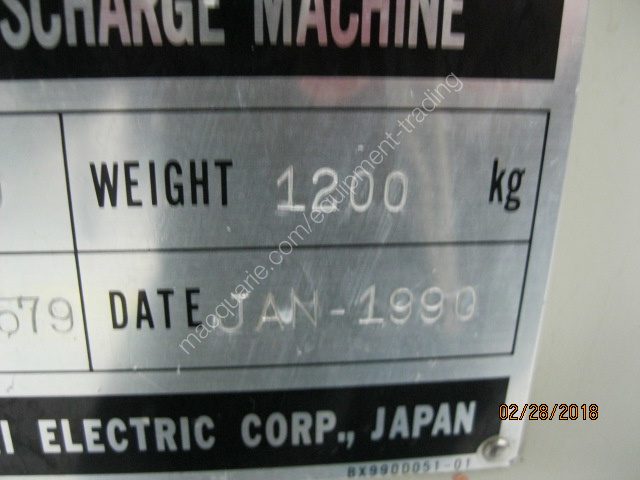 SCHARGE MACHINE
WEIGHT 1200 kg
679 DATE JAN-1990
I ELECTRIC CORP., JAPAN
BX9900051-01
macquarie.com/equipment-trading
02/28/2018